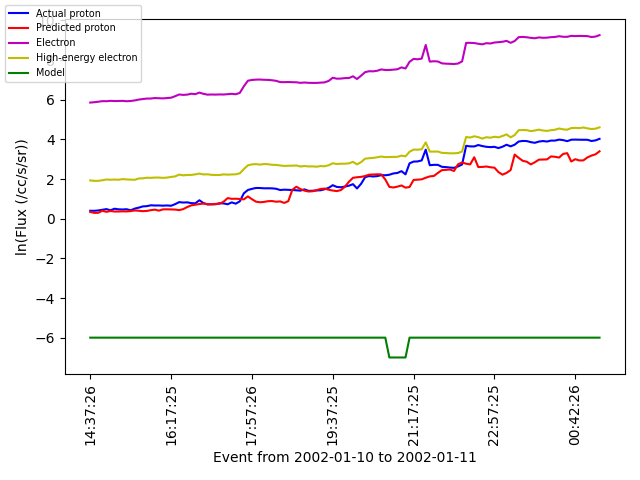 Actual proton
Predicted proton
Electron
High-energy electron
Model
6
4
2
0
−2
−4
−6
ln(Flux (/cc/s/sr))
14:37:26
16:17:25
17:57:26
19:37:25
21:17:25
22:57:25
00:42:26
Event from 2002-01-10 to 2002-01-11